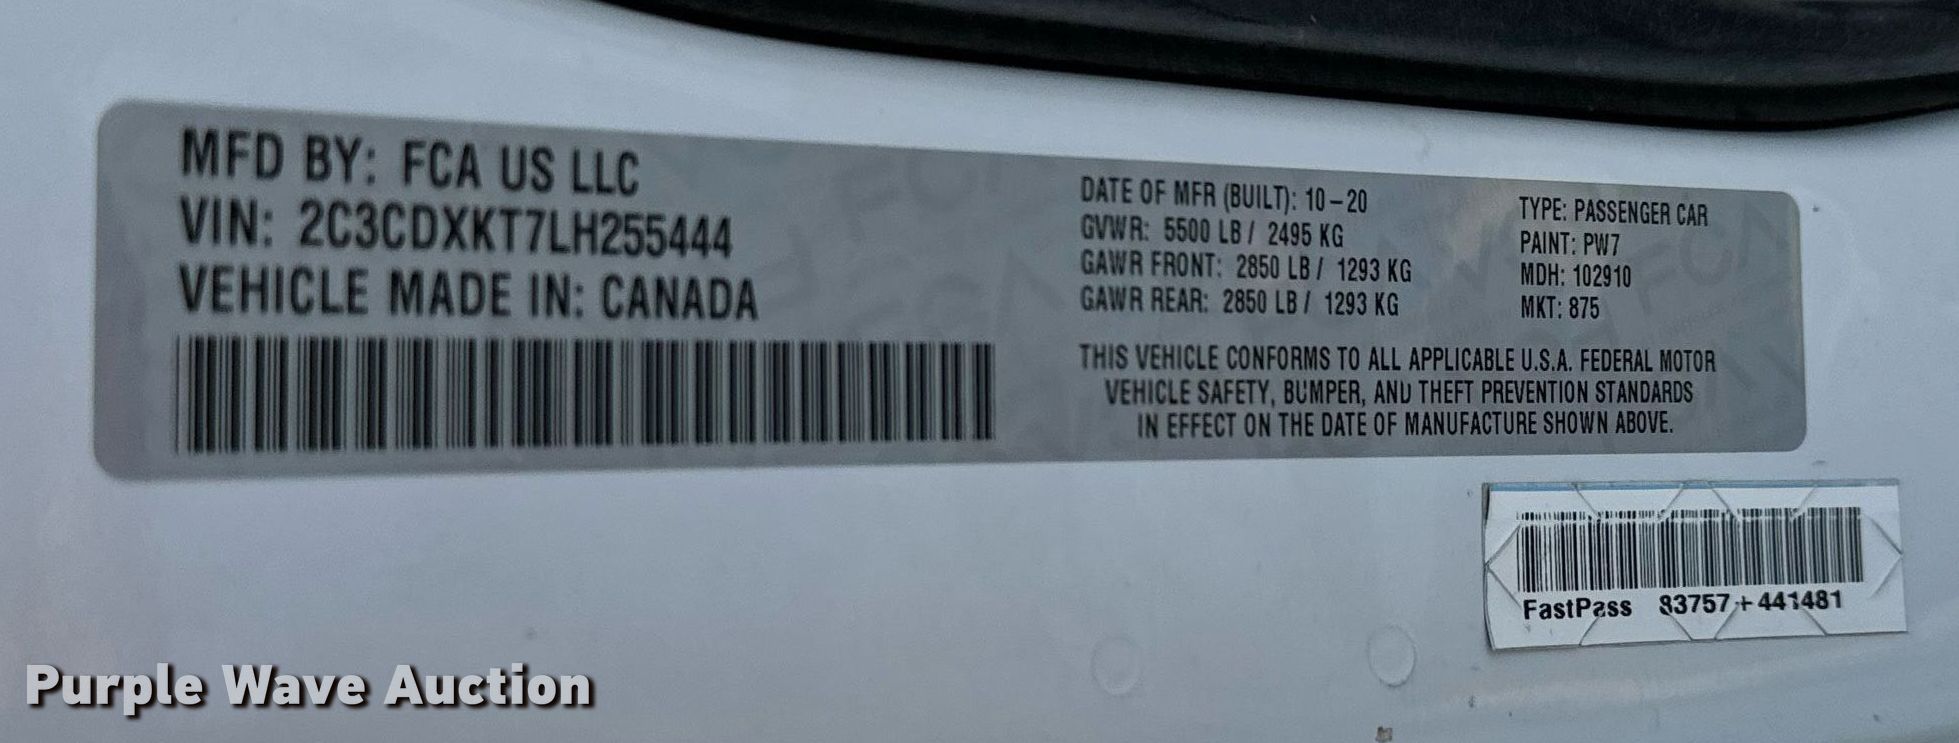 MFD BY: FCA US LLC
VIN: 2C3CDXKT7LH255444
VEHICLE MADE IN: CANADA
DATE OF MFR (BUILT): 10-20
GVWR: 5500 LB / 2495 KG
GAWR FRONT: 2850 LB / 1293 KG
GAWR REAR: 2850 LB / 1293 KG
TYPE: PASSENGER CAR
PAINT: PW7
MDH: 102910
MKT: 875
THIS VEHICLE CONFORMS TO ALL APPLICABLE U.S.A. FEDERAL MOTOR
VEHICLE SAFETY, BUMPER, AND THEFT PREVENTION STANDARDS
IN EFFECT ON THE DATE OF MANUFACTURE SHOWN ABOVE.
FastPass 83757+441481
Purple Wave Auction